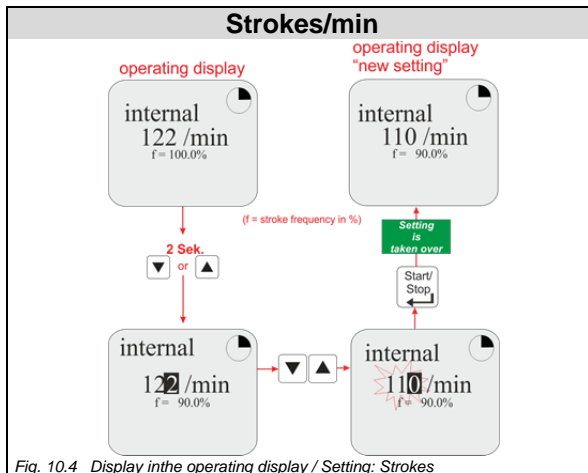 Strokes/min
operating display
operating display
"new setting"
internal
122 /min
f = 100.0%
internal
110 /min
f = 90.0%
(f = stroke frequency in %)
2 Sek.
or
Setting
is
taken over
Start/
Stop
internal
122 /min
f = 90.0%
internal
110 /min
f = 90.0%
Fig. 10.4 Display inthe operating display / Setting: Strokes